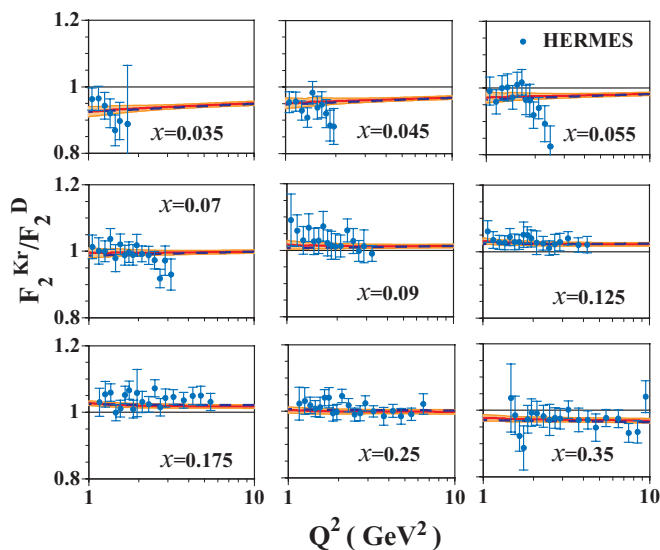 1.2
HERMES
1
x=0.035
x=0.045
x=0.055
0.8
1.2
x=0.07
1
x=0.09
x=0.125
0.8
1.2
1
x=0.175
x=0.25
x=0.35
0.8
1 10 1 10 1 10
Q² ( GeV²)
F₂ᴷʳ/F₂ᴰ